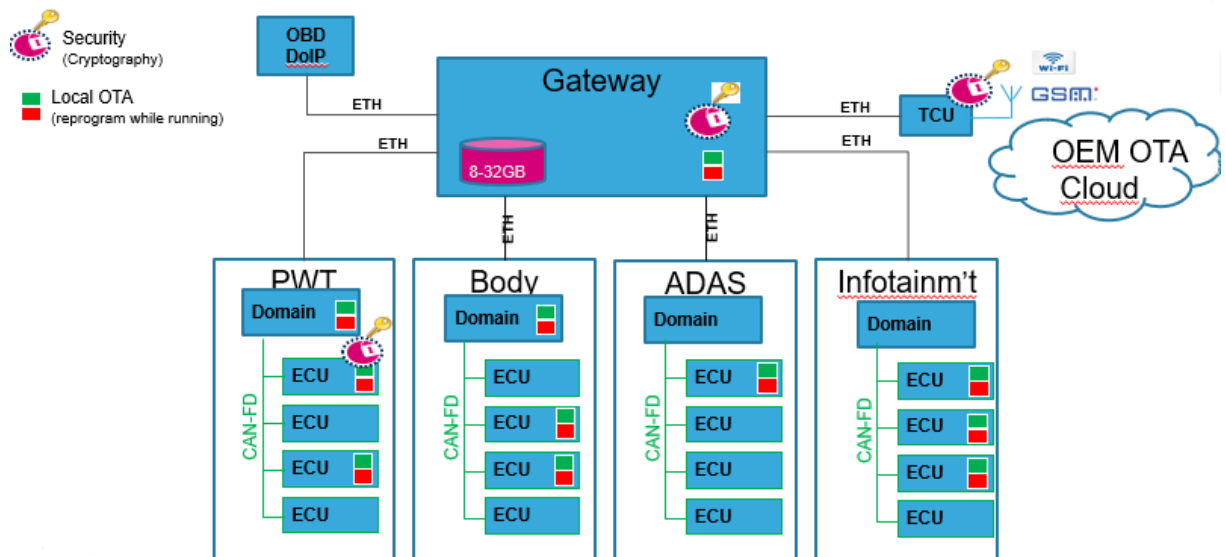 Security
(Cryptography)
Local OTA
(reprogram while running)
OBD
DoIP
ETH
ETH
Gateway
8-32GB
ETH
ETH
TCU
Wi-Fi
GSM
OEM OTA
Cloud
ETH
ETH
PWT
Domain
CAN-FD
ECU
ECU
ECU
ECU
Body
Domain
CAN-FD
ECU
ECU
ECU
ECU
ADAS
Domain
CAN-FD
ECU
ECU
ECU
ECU
Infotainm't
Domain
CAN-FD
ECU
ECU
ECU
ECU